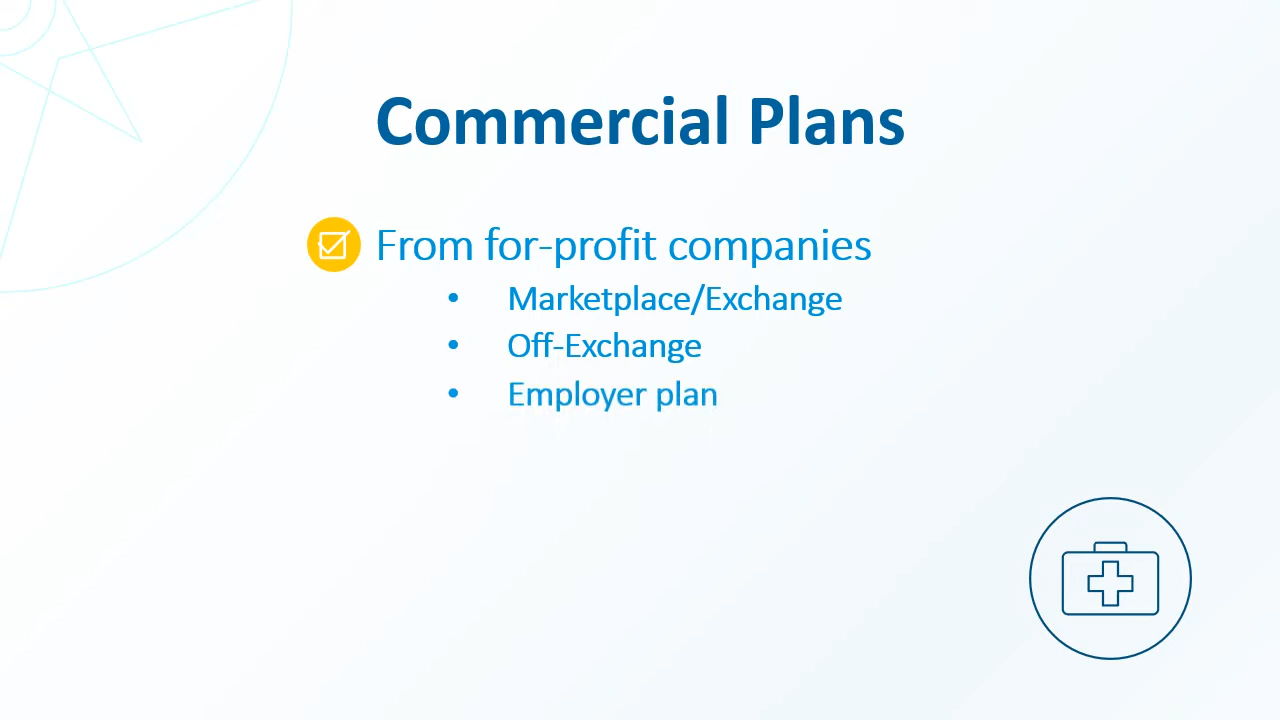 Commercial Plans
From for-profit companies
• Marketplace/Exchange
• Off-Exchange
• Employer plan